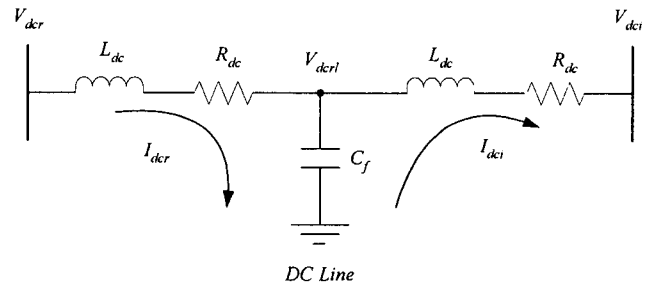 V_dcr
V_dci
L_dc
R_dc
V_dcrl
L_dc
R_dc
I_dcr
C_f
I_dci
DC Line